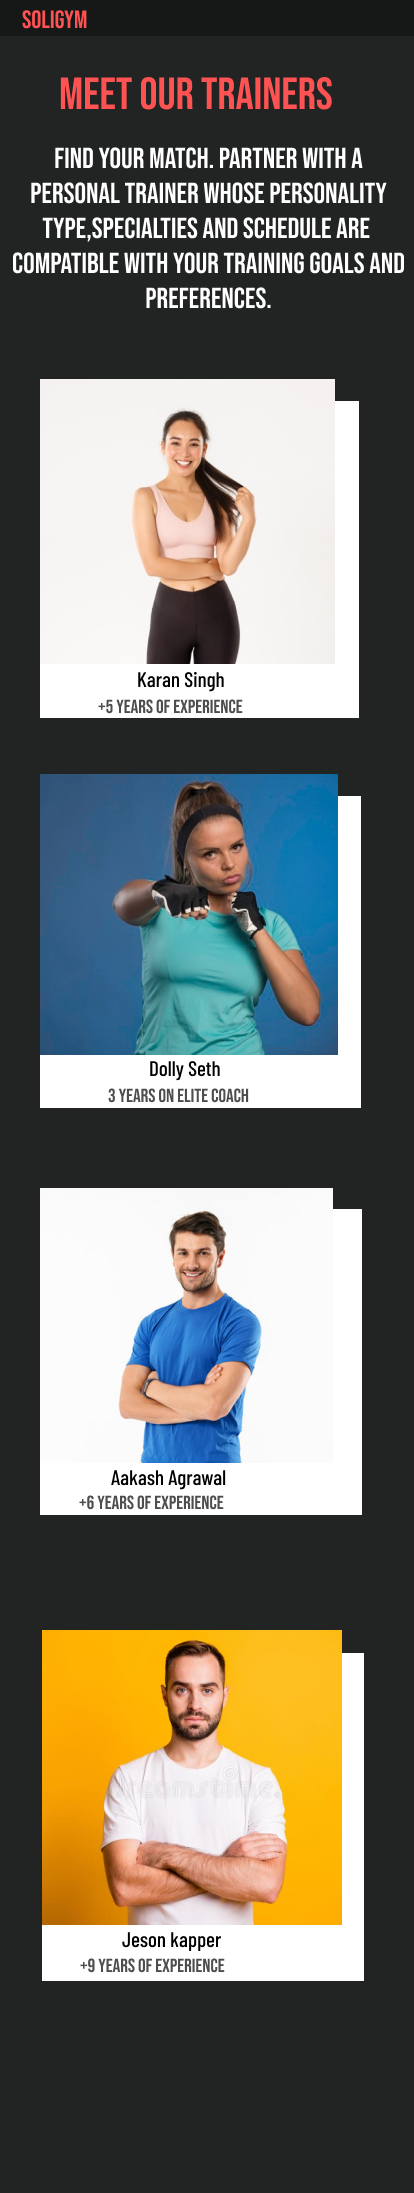 SOLIGYM
MEET OUR TRAINERS
FIND YOUR MATCH. PARTNER WITH A
PERSONAL TRAINER WHOSE PERSONALITY
TYPE,SPECIALTIES AND SCHEDULE ARE
COMPATIBLE WITH YOUR TRAINING GOALS AND
PREFERENCES.
Karan Singh
+5 YEARS OF EXPERIENCE
Dolly Seth
3 YEARS ON ELITE COACH
Aakash Agrawal
+6 YEARS OF EXPERIENCE
dreamstime.
Jeson kapper
+9 YEARS OF EXPERIENCE